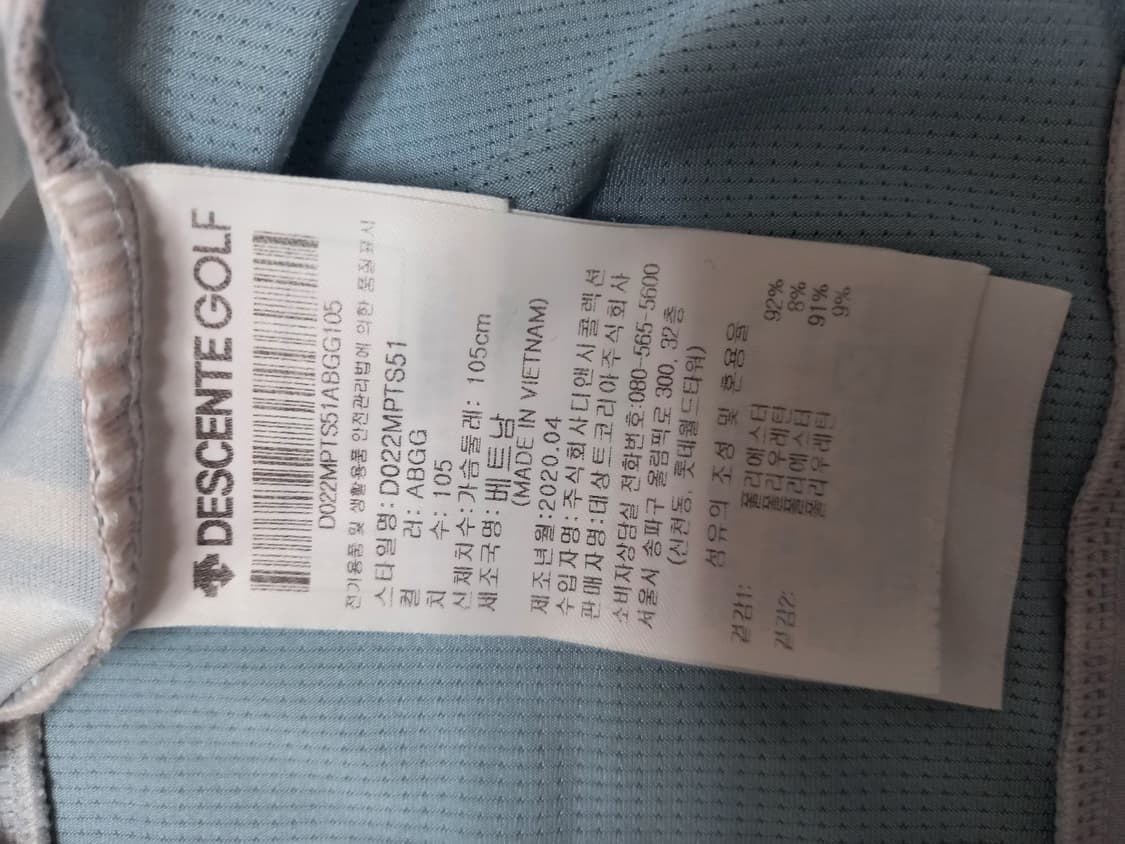 DESCENTE GOLF
D022MPTS51ABGG105
전기용품 및 생활용품 안전관리법에 의한 품질 표시
스타일명: D022MPTS51
컬 러: ABGG
치 수: 105
신체치수:가슴둘레: 105cm
제조국명: 베트남
(MADE IN VIETNAM)
제조년월:2020.04
수입자명: 주식회사디앤시콜렉션
판매자명:데상트코리아주식회사
소비자상담실 전화번호:080-565-5600
서울시 송파구 올림픽로 300, 32층
(신천동, 롯데월드타워)
섬유의 조성 및 혼용율
겉감1: 폴리에스터 92%
폴리우레탄 8%
겉감2: 폴리에스터 91%
폴리우레탄 9%